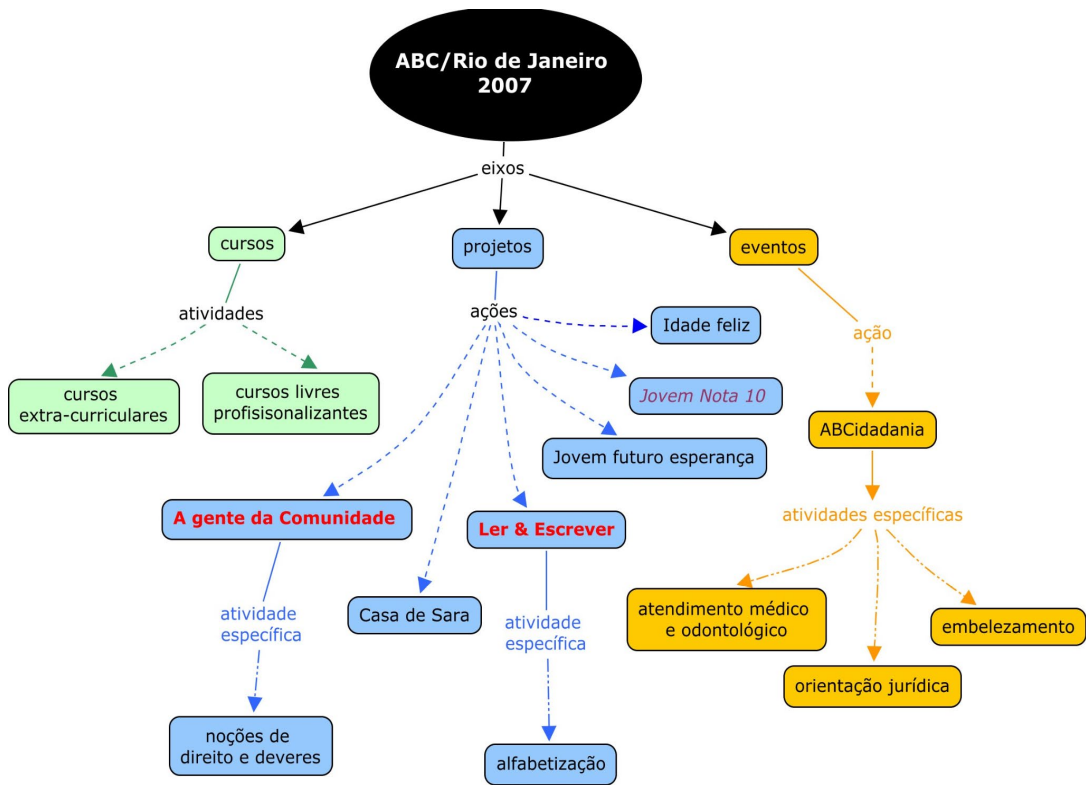 ABC/Rio de Janeiro
2007
eixos
cursos
projetos
eventos
atividades
ações
Idade feliz
ação
cursos
extra-curriculares
cursos livres
profisisonalizantes
Jovem Nota 10
ABCidadania
Jovem futuro esperança
A gente da Comunidade
Ler & Escrever
atividades específicas
atividade
específica
Casa de Sara
atividade
específica
atendimento médico
e odontológico
embelezamento
orientação jurídica
noções de
direito e deveres
alfabetização